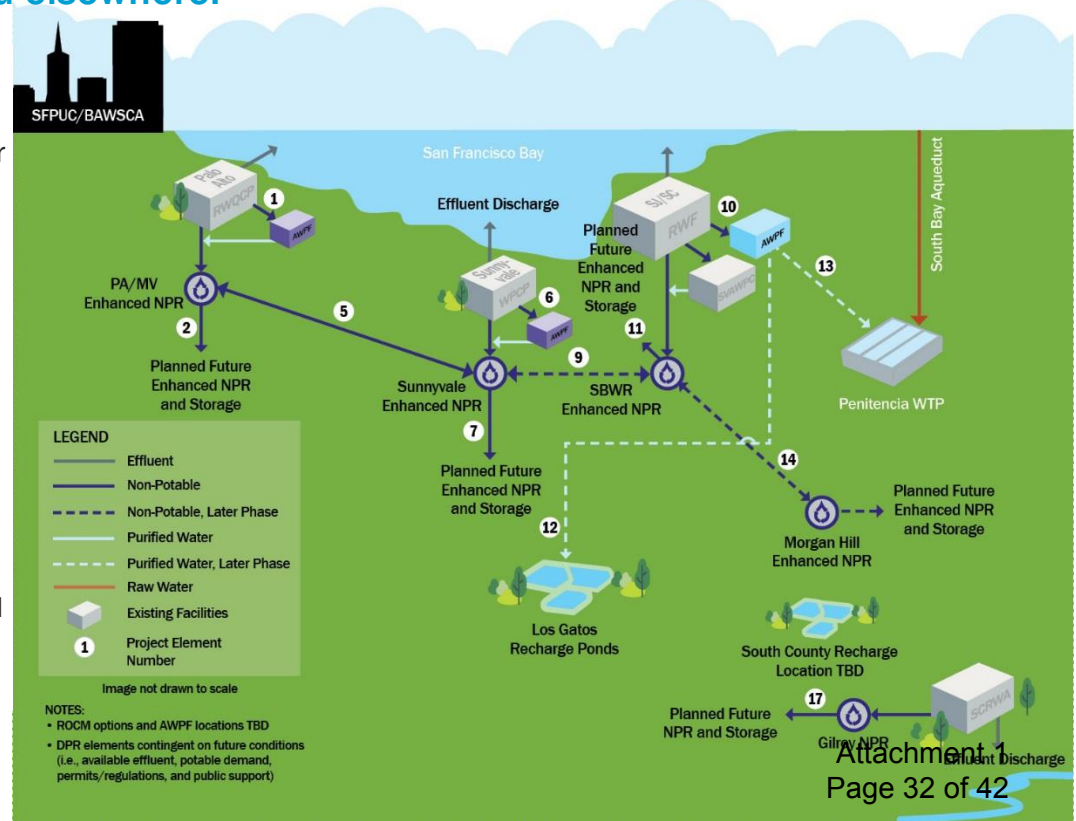 elsewhere.
SFPUC/BAWSCA
r
San Francisco Bay
South Bay Aqueduct
Palo
Alto
RWQCP
1
AWPF
Effluent Discharge
SJ/SC
RWF
10
AWPF
Planned
Future
Enhanced
NPR and
Storage
SVAWPC
13
PA/MV
Enhanced NPR
2
5
Sunny-
vale
WPCP
6
AWPF
11
9
Planned Future
Enhanced NPR
and Storage
Sunnyvale
Enhanced NPR
SBWR
Enhanced NPR
Penitencia WTP
7
14
Planned Future
Enhanced NPR
and Storage
Planned Future
Enhanced NPR
and Storage
12
Morgan Hill
Enhanced NPR
LEGEND
Effluent
Non-Potable
Non-Potable, Later Phase
Purified Water
Purified Water, Later Phase
Raw Water
Existing Facilities
1
Project Element
Number
Image not drawn to scale
NOTES:
• ROCM options and AWPF locations TBD
• DPR elements contingent on future conditions
(i.e., available effluent, potable demand,
permits/regulations, and public support)
Los Gatos
Recharge Ponds
South County Recharge
Location TBD
SCRWA
17
Planned Future
NPR and Storage
Gilroy NPR
Effluent Discharge
Attachment 1
Page 32 of 42